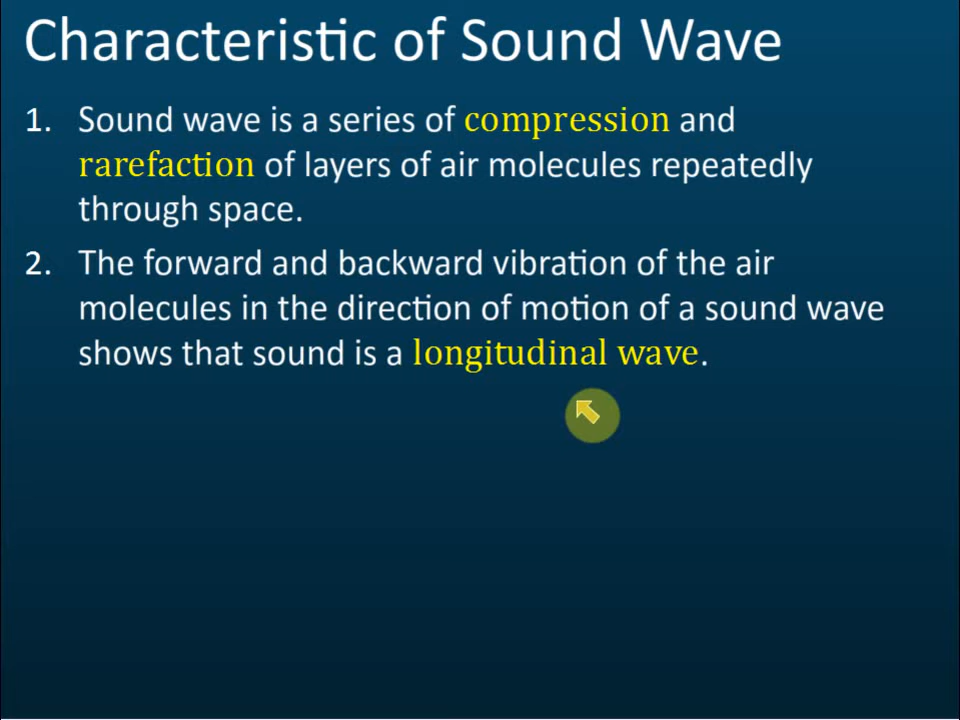 Characteristic of Sound Wave
1. Sound wave is a series of compression and
rarefaction of layers of air molecules repeatedly
through space.
2. The forward and backward vibration of the air
molecules in the direction of motion of a sound wave
shows that sound is a longitudinal wave.